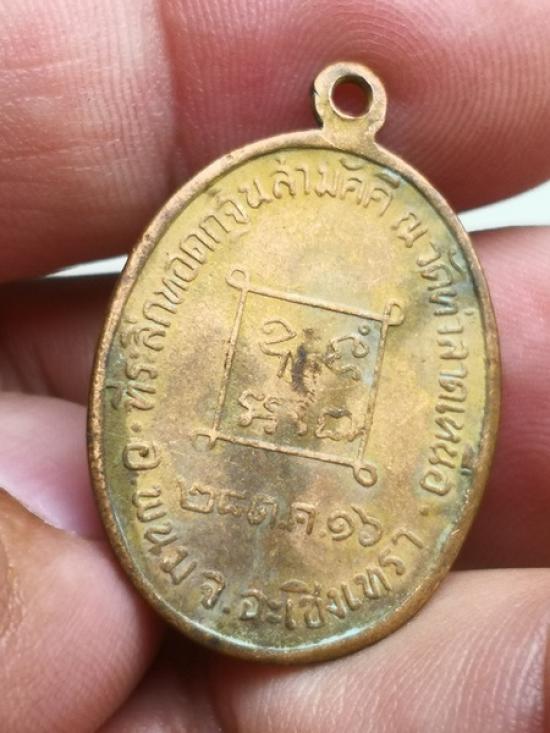 ที่ระลึกทอดกฐินสามัคคี ณ วัดท่าลาดเหนือ.
๒๘ ต.ค. ๑๖
อ. พนม จ. ฉะเชิงเทรา